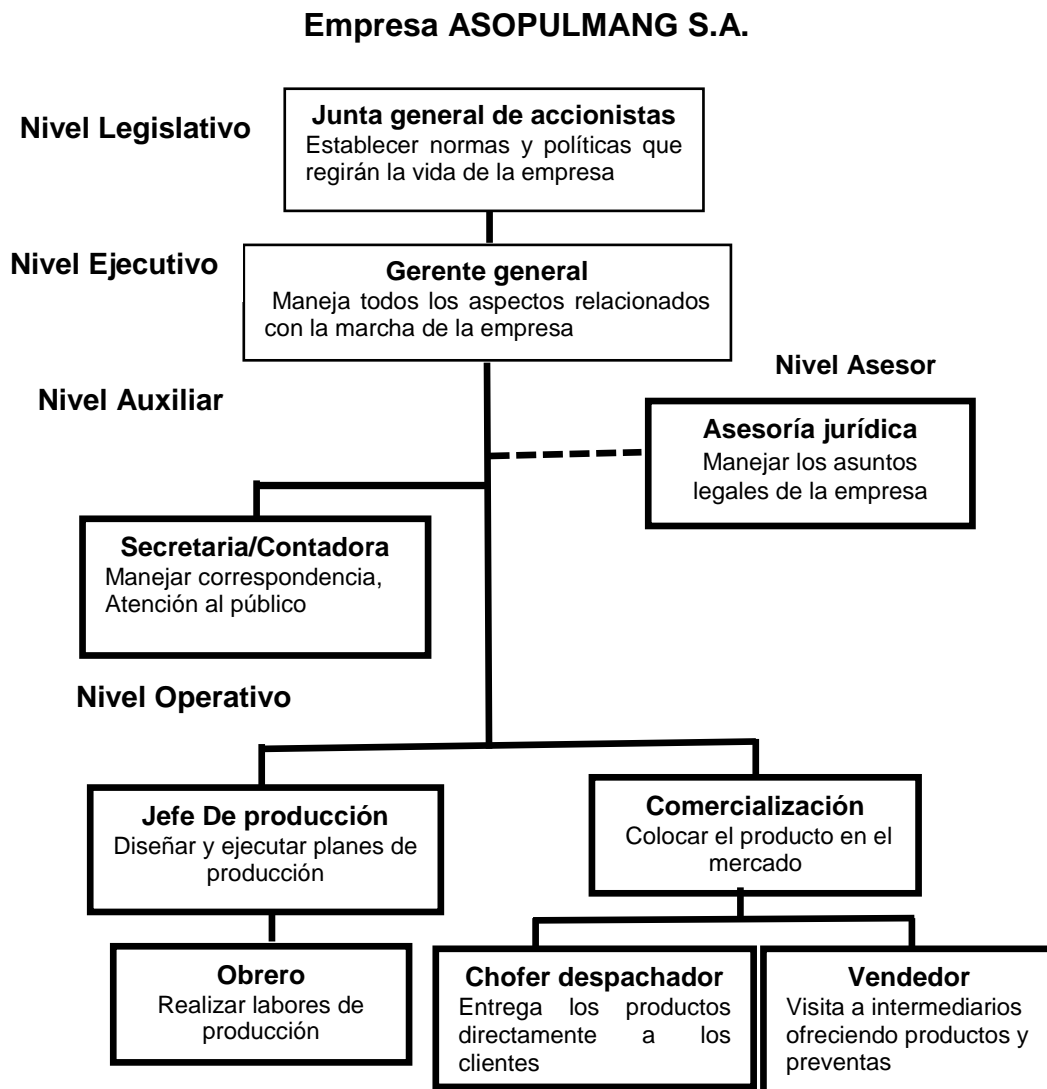 Empresa ASOPULMANG S.A.
Nivel Legislativo
Junta general de accionistas
Establecer normas y políticas que
regirán la vida de la empresa
Nivel Ejecutivo
Gerente general
Maneja todos los aspectos relacionados
con la marcha de la empresa
Nivel Asesor
Nivel Auxiliar
Asesoría jurídica
Manejar los asuntos
legales de la empresa
Secretaria/Contadora
Manejar correspondencia,
Atención al público
Nivel Operativo
Jefe De producción
Diseñar y ejecutar planes de
producción
Comercialización
Colocar el producto en el
mercado
Obrero
Realizar labores de
producción
Chofer despachador
Entrega los productos
directamente a los
clientes
Vendedor
Visita a intermediarios
ofreciendo productos y
preventas